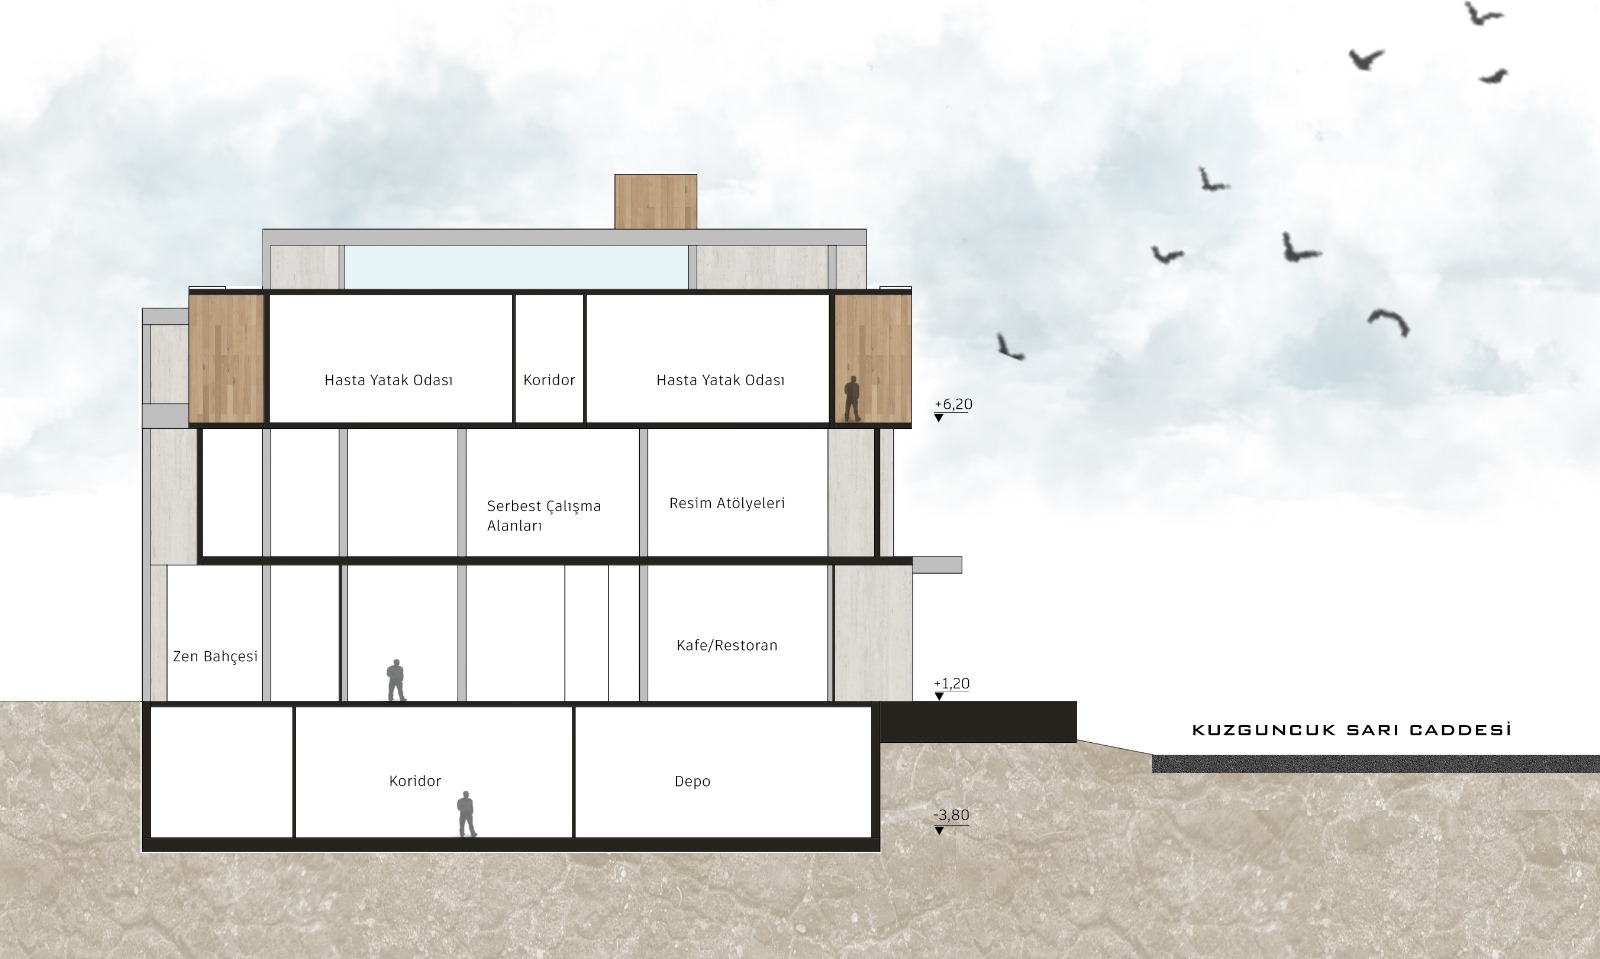 Hasta Yatak Odası
Koridor
Hasta Yatak Odası
+6,20
Serbest Çalışma
Alanları
Resim Atölyeleri
Zen Bahçesi
Kafe/Restoran
+1,20
KUZGUNCUK SARI CADDESİ
Koridor
Depo
-3,80